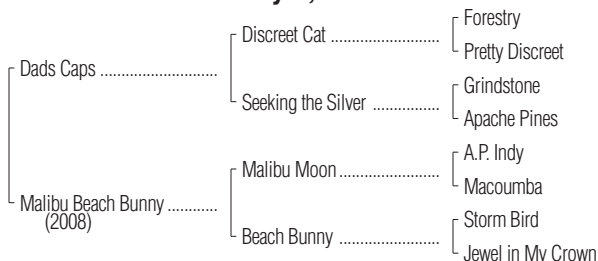 Forestry
Discreet Cat ..........................
Pretty Discreet
Dads Caps ............................
Grindstone
Seeking the Silver ................
Apache Pines
A.P. Indy
Malibu Moon ........................
Macoumba
Malibu Beach Bunny ............
(2008)
Storm Bird
Beach Bunny ........................
Jewel in My Crown